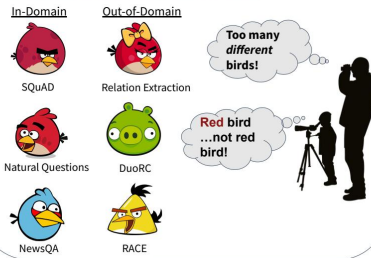 In-Domain
Out-of-Domain
SQuAD
Relation Extraction
Natural Questions
DuoRC
NewsQA
RACE
Too many
different
birds!
Red bird
...not red
bird!